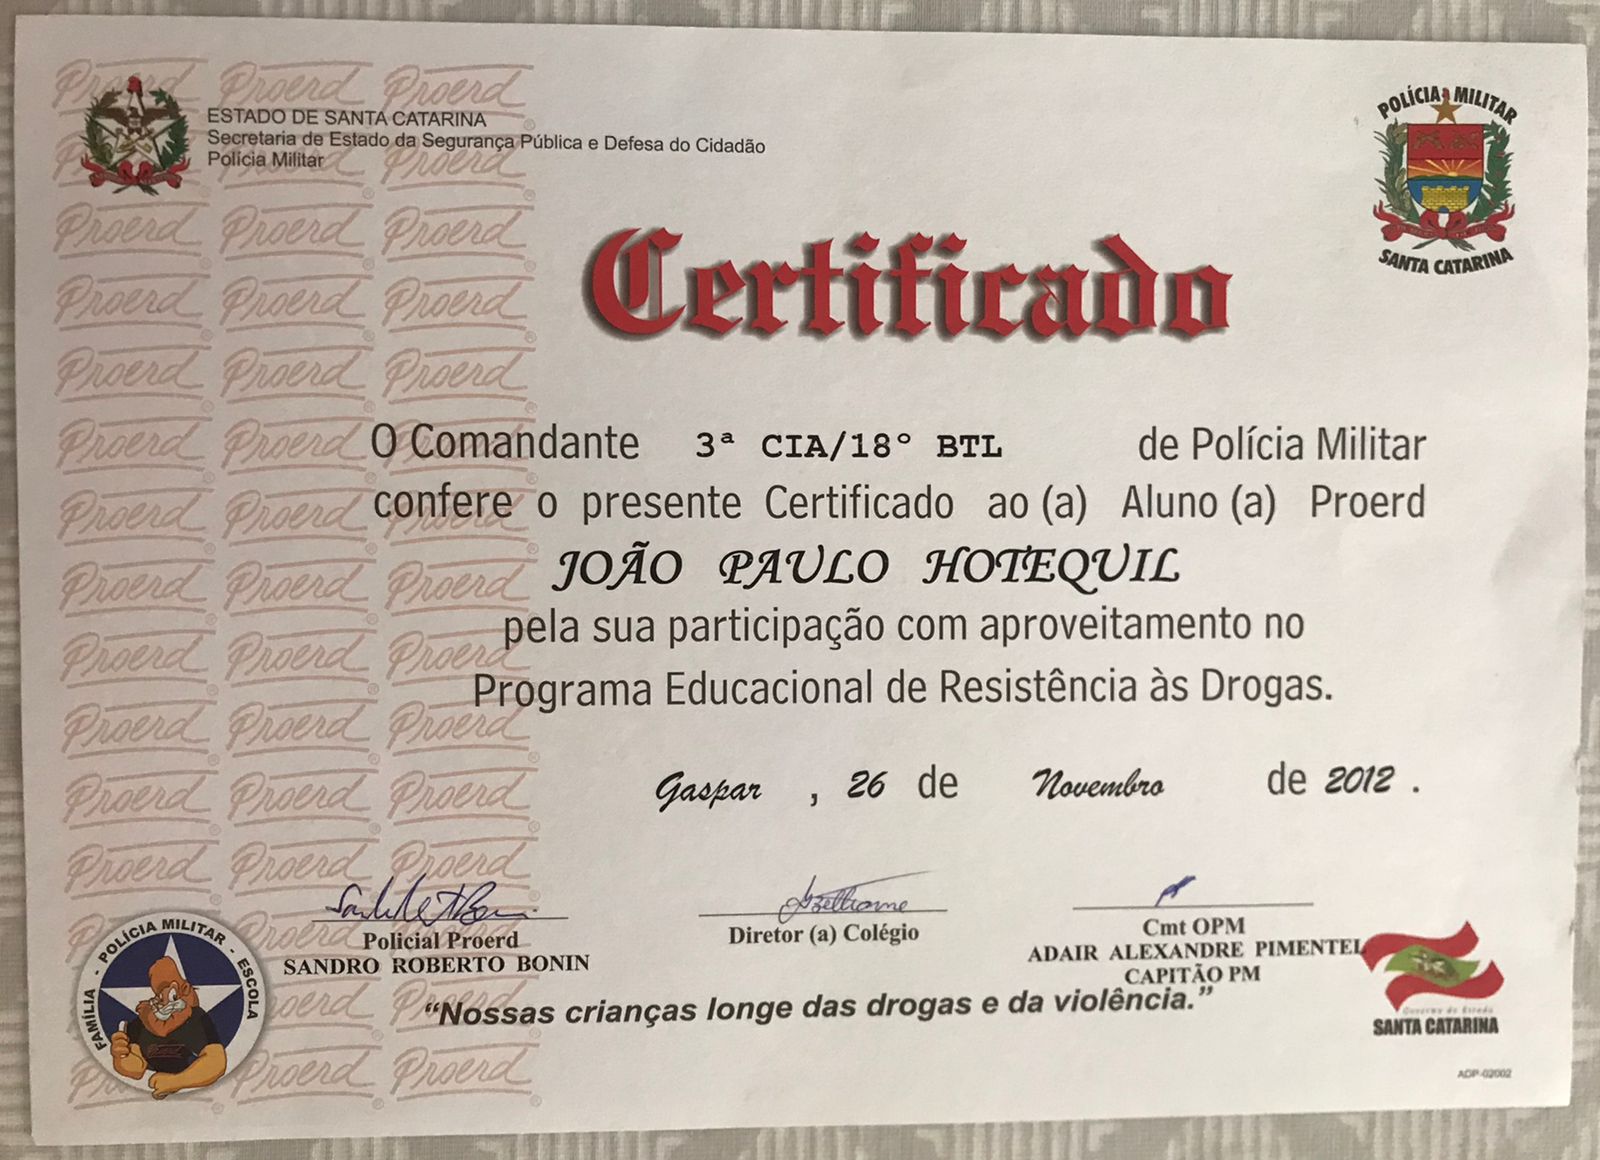 ESTADO DE SANTA CATARINA
Secretaria de Estado da Segurança Pública e Defesa do Cidadão
Polícia Militar
POLÍCIA MILITAR
SANTA CATARINA
Certificado
O Comandante 3ª CIA/18º BTL de Polícia Militar
confere o presente Certificado ao (a) Aluno (a) Proerd
JOÃO PAULO HOTEQUIL
pela sua participação com aproveitamento no
Programa Educacional de Resistência às Drogas.
Gaspar , 26 de Novembro de 2012 .
Policial Proerd
SANDRO ROBERTO BONIN
Diretor (a) Colégio
Cmt OPM
ADAIR ALEXANDRE PIMENTEL
CAPITÃO PM
"Nossas crianças longe das drogas e da violência."
FAMÍLIA - POLÍCIA MILITAR - ESCOLA
Proerd
Governo do Estado
SANTA CATARINA
ADP-02002